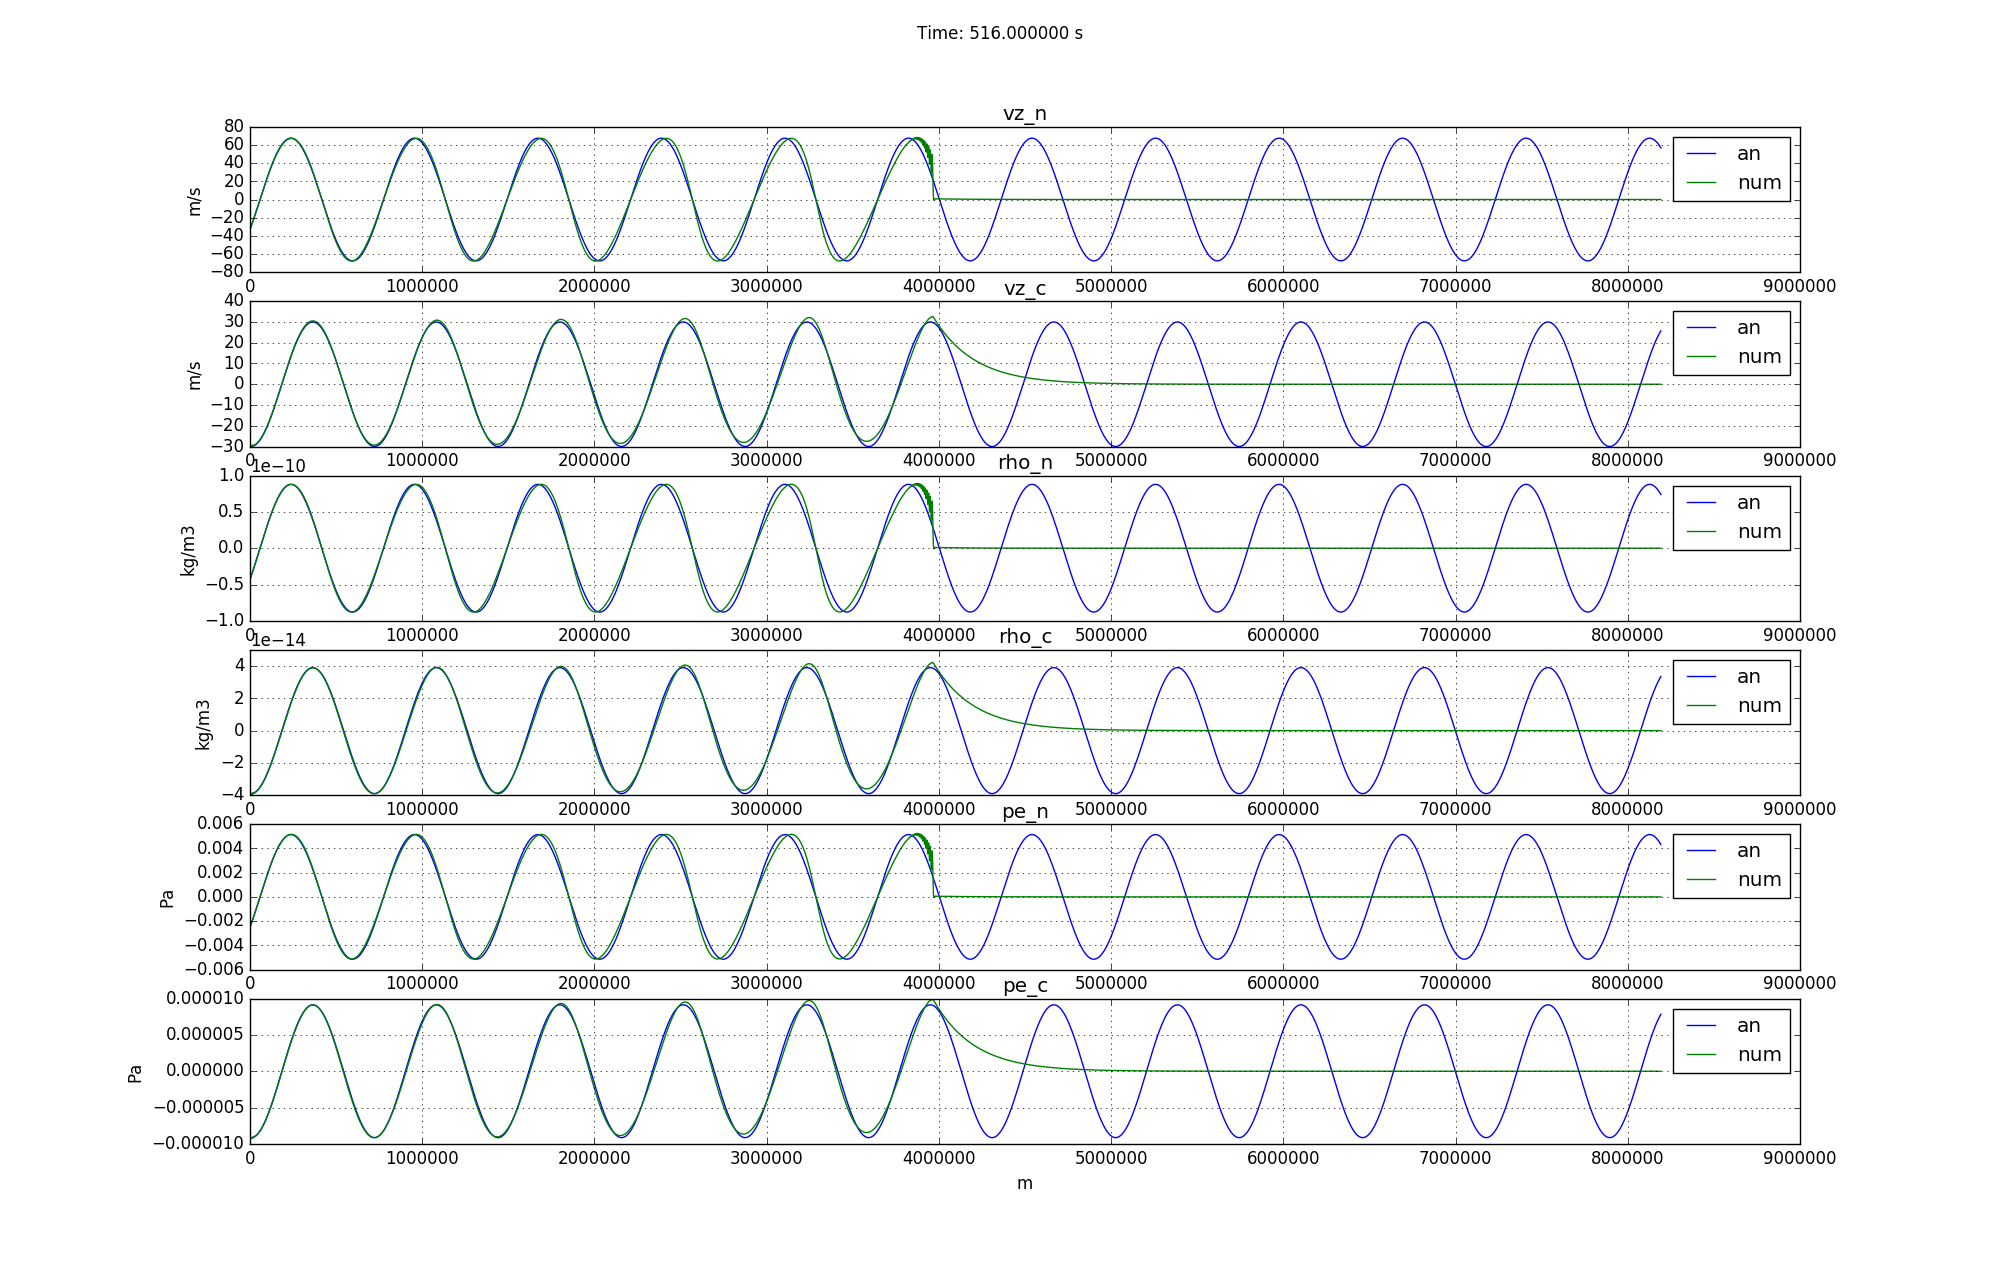 Time: 516.000000 s
vz_n
80
60
40
20
0
−20
−40
−60
−80
m/s
an
num
0 1000000 2000000 3000000 4000000 5000000 6000000 7000000 8000000 9000000
vz_c
40
30
20
10
0
−10
−20
−30
m/s
an
num
0 1000000 2000000 3000000 4000000 5000000 6000000 7000000 8000000 9000000
1e−10
rho_n
1.0
0.5
0.0
−0.5
−1.0
kg/m3
an
num
0 1000000 2000000 3000000 4000000 5000000 6000000 7000000 8000000 9000000
1e−14
rho_c
4
2
0
−2
−4
kg/m3
an
num
0 1000000 2000000 3000000 4000000 5000000 6000000 7000000 8000000 9000000
pe_n
0.006
0.004
0.002
0.000
−0.002
−0.004
−0.006
Pa
an
num
0 1000000 2000000 3000000 4000000 5000000 6000000 7000000 8000000 9000000
pe_c
0.000010
0.000005
0.000000
−0.000005
−0.000010
Pa
an
num
0 1000000 2000000 3000000 4000000 5000000 6000000 7000000 8000000 9000000
m